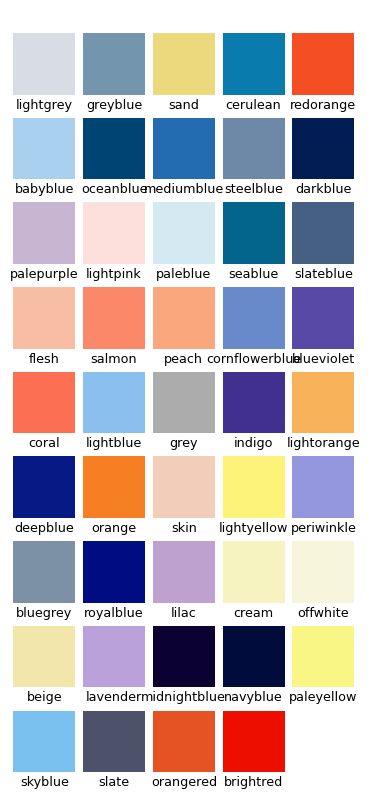 lightgrey greyblue sand cerulean redorange
babyblue oceanblue mediumblue steelblue darkblue
palepurple lightpink paleblue seablue slateblue
flesh salmon peach cornflowerblue blueviolet
coral lightblue grey indigo lightorange
deepblue orange skin lightyellow periwinkle
bluegrey royalblue lilac cream offwhite
beige lavender midnightblue navyblue paleyellow
skyblue slate orangered brightred